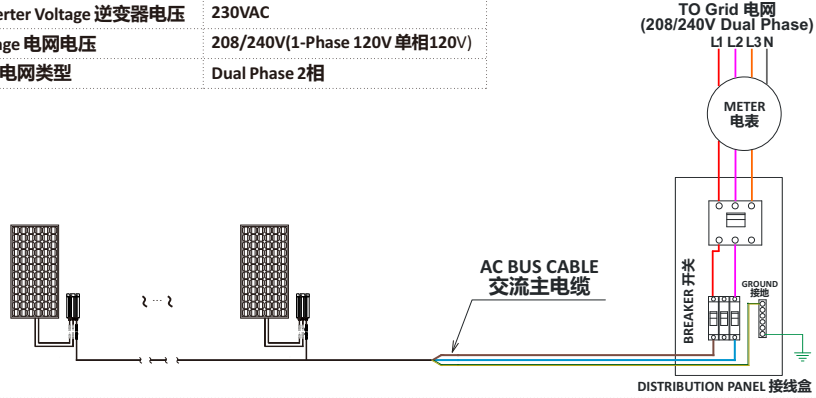 erter Voltage 逆变器电压 230VAC
age 电网电压 208/240V(1-Phase 120V 单相120V)
电网类型 Dual Phase 2相
TO Grid 电网
(208/240V Dual Phase)
L1 L2 L3 N
METER
电表
AC BUS CABLE
交流主电缆
BREAKER 开关
GROUND
接地
DISTRIBUTION PANEL 接线盒